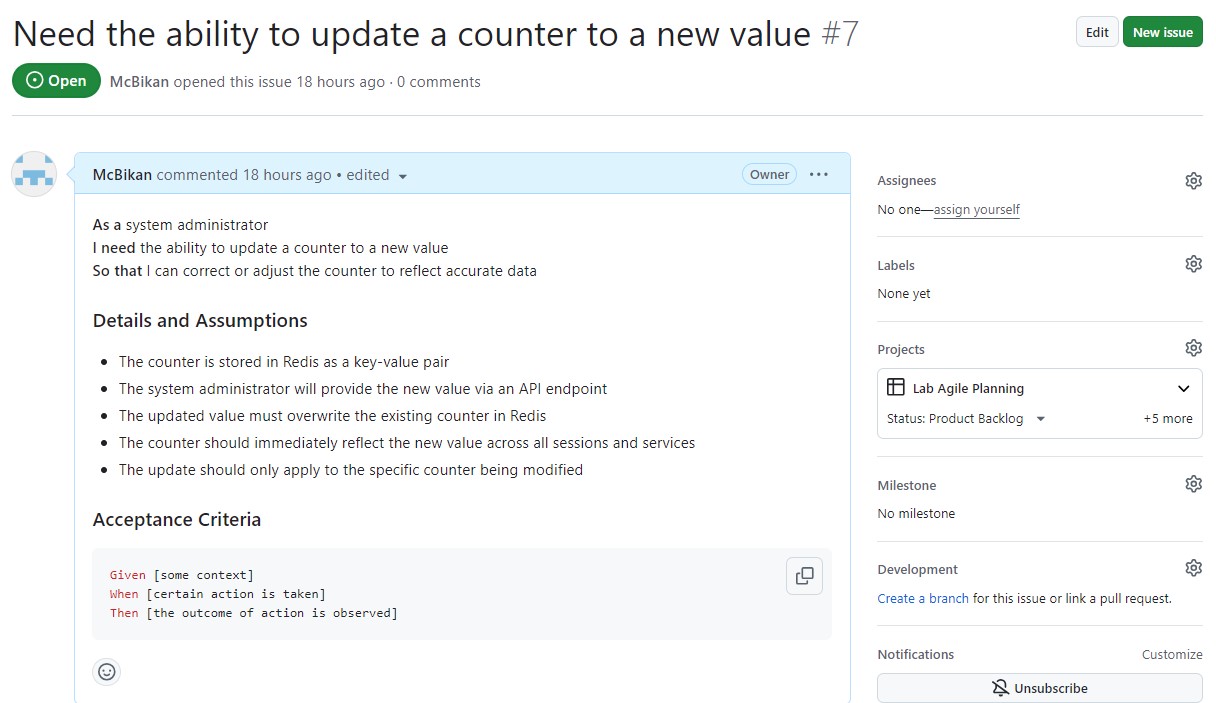 Need the ability to update a counter to a new value #7
Edit
New issue
Open
McBikan opened this issue 18 hours ago · 0 comments
McBikan commented 18 hours ago • edited
Owner
As a system administrator
I need the ability to update a counter to a new value
So that I can correct or adjust the counter to reflect accurate data
Details and Assumptions
The counter is stored in Redis as a key-value pair
The system administrator will provide the new value via an API endpoint
The updated value must overwrite the existing counter in Redis
The counter should immediately reflect the new value across all sessions and services
The update should only apply to the specific counter being modified
Acceptance Criteria
Given [some context]
When [certain action is taken]
Then [the outcome of action is observed]
Assignees
No one—assign yourself
Labels
None yet
Projects
Lab Agile Planning
Status: Product Backlog
+5 more
Milestone
No milestone
Development
Create a branch for this issue or link a pull request.
Notifications
Customize
Unsubscribe